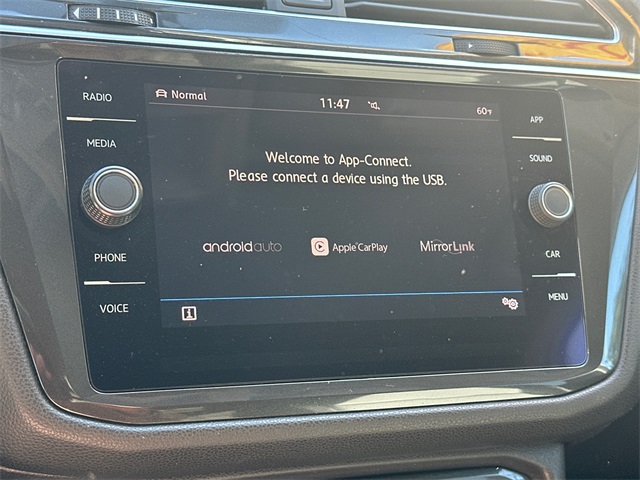 RADIO
MEDIA
PHONE
VOICE
Normal
11:47
60°F
Welcome to App-Connect.
Please connect a device using the USB.
androidauto
Apple CarPlay
MirrorLink
i
APP
SOUND
CAR
MENU